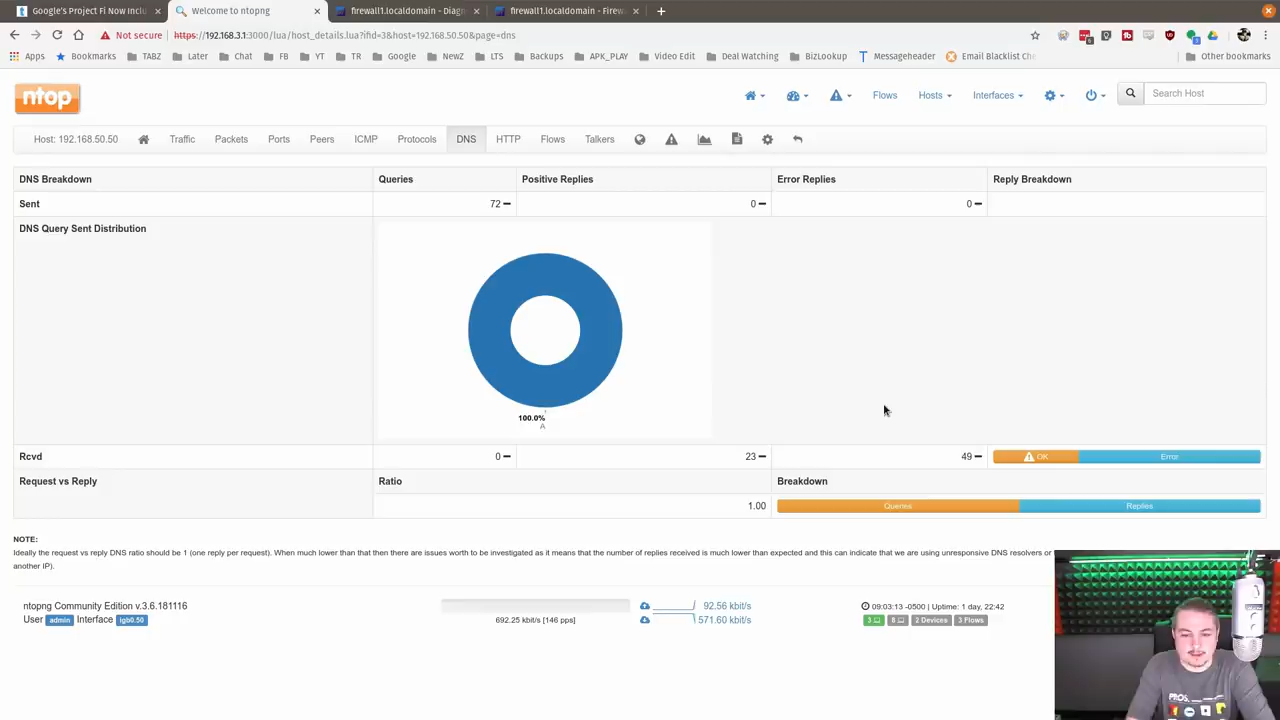 Google's Project Fi Now Inclu
Welcome to ntopng
firewall1.localdomain - Diagn
firewall1.localdomain - Firew
Not secure
https://192.168.3.1:3000/lua/host_details.lua?ifid=3&host=192.168.50.50&page=dns
Apps
Bookmarks
TABZ
Later
Chat
FB
YT
TR
Google
NewZ
LTS
Backups
APK_PLAY
Video Edit
Deal Watching
BizLookup
Messageheader
Email Blacklist Che
Other bookmarks
ntop
Flows
Hosts
Interfaces
Search Host
Host: 192.168.50.50
Traffic
Packets
Ports
Peers
ICMP
Protocols
DNS
HTTP
Flows
Talkers
DNS Breakdown
Queries
Positive Replies
Error Replies
Reply Breakdown
Sent
72
0
0
DNS Query Sent Distribution
100.0%
A
Rcvd
0
23
49
OK
Error
Request vs Reply
Ratio
Breakdown
1.00
Queries
Replies
NOTE:
Ideally the request vs reply DNS ratio should be 1 (one reply per request). When much lower than that then there are issues worth to be investigated as it means that the number of replies received is much lower than expected and this can indicate that we are using unresponsive DNS resolvers or
another IP).
ntopng Community Edition v.3.6.181116
User admin Interface igb0.50
692.25 kbit/s [146 pps]
92.56 kbit/s
571.60 kbit/s
09:03:13 -0500 | Uptime: 1 day, 22:42
3
8
2 Devices
3 Flows
PROS.